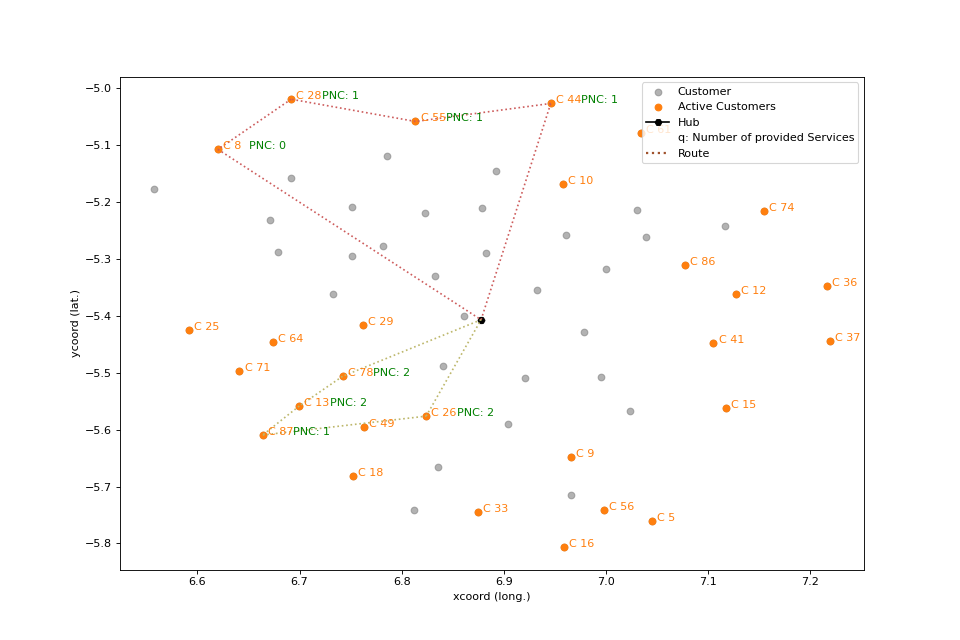 −5.0
−5.1
−5.2
−5.3
−5.4
−5.5
−5.6
−5.7
−5.8
ycoord (lat.)
6.6 6.7 6.8 6.9 7.0 7.1 7.2
xcoord (long.)
Customer
Active Customers
Hub
q: Number of provided Services
Route
C 28 PNC: 1
C 44 PNC: 1
C 55 PNC: 1
C 61
C 8 PNC: 0
C 10
C 74
C 86
C 36
C 12
C 29
C 25
C 64
C 41
C 37
C 71
C 78 PNC: 2
C 13 PNC: 2
C 15
C 26 PNC: 2
C 49
C 87 PNC: 1
C 9
C 18
C 33
C 56
C 5
C 16